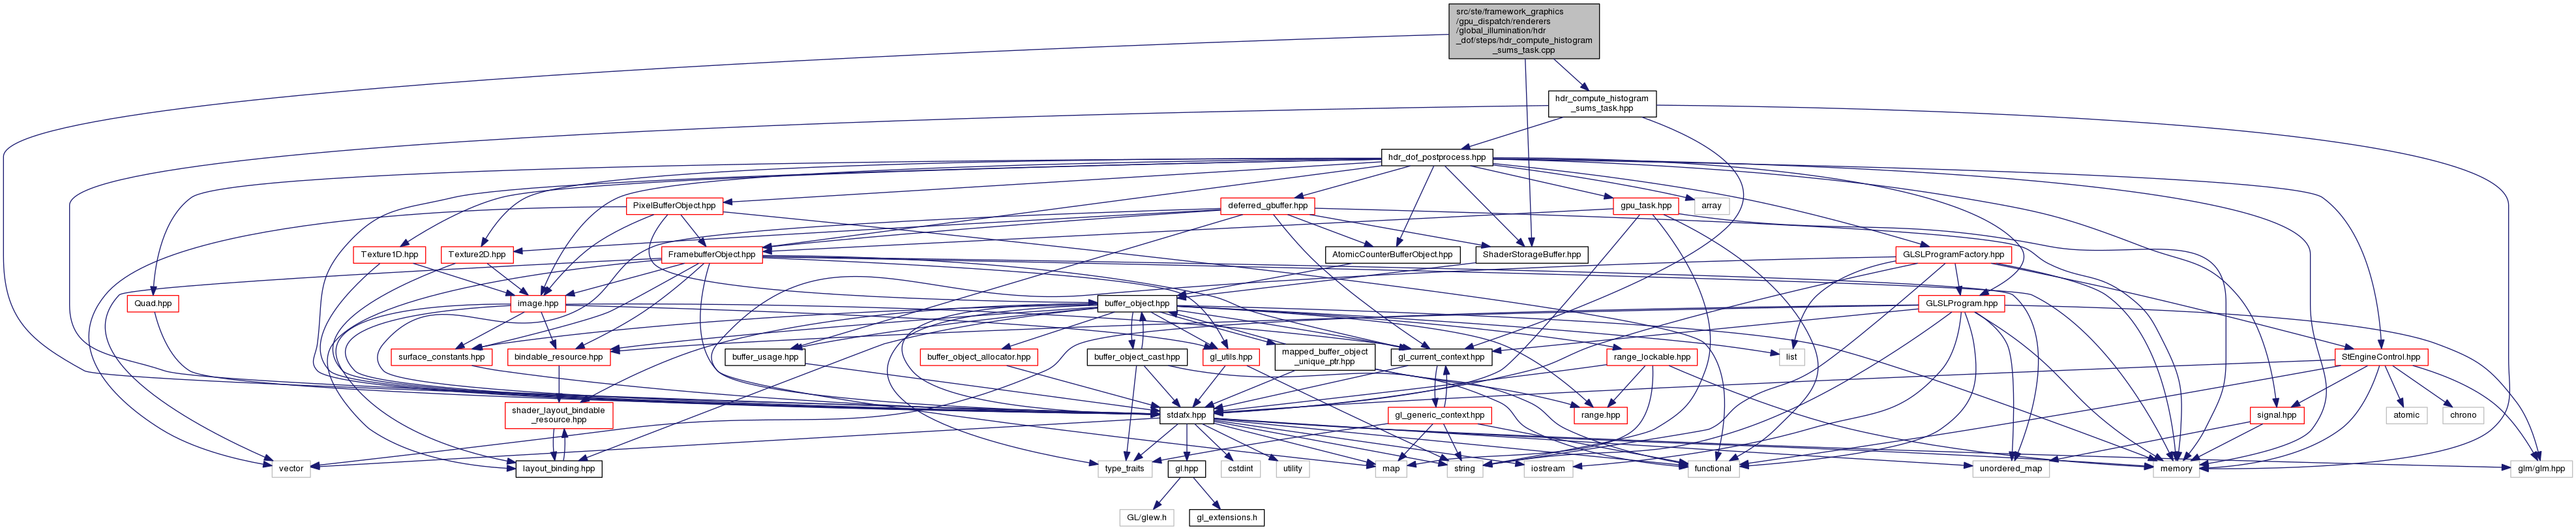 src/ste/framework_graphics
/gpu_dispatch/renderers
/global_illumination/hdr
_dof/steps/hdr_compute_histogram
_sums_task.cpp
hdr_compute_histogram
_sums_task.hpp
hdr_dof_postprocess.hpp
PixelBufferObject.hpp
deferred_gbuffer.hpp
gpu_task.hpp
array
Texture1D.hpp
Texture2D.hpp
FramebufferObject.hpp
AtomicCounterBufferObject.hpp
ShaderStorageBuffer.hpp
GLSLProgramFactory.hpp
Quad.hpp
image.hpp
buffer_object.hpp
GLSLProgram.hpp
surface_constants.hpp
bindable_resource.hpp
buffer_usage.hpp
buffer_object_allocator.hpp
buffer_object_cast.hpp
gl_utils.hpp
mapped_buffer_object
_unique_ptr.hpp
gl_current_context.hpp
range_lockable.hpp
list
StEngineControl.hpp
shader_layout_bindable
_resource.hpp
stdafx.hpp
gl_generic_context.hpp
range.hpp
signal.hpp
atomic
chrono
vector
layout_binding.hpp
type_traits
gl.hpp
cstdint
utility
map
string
iostream
functional
unordered_map
memory
glm/glm.hpp
GL/glew.h
gl_extensions.h